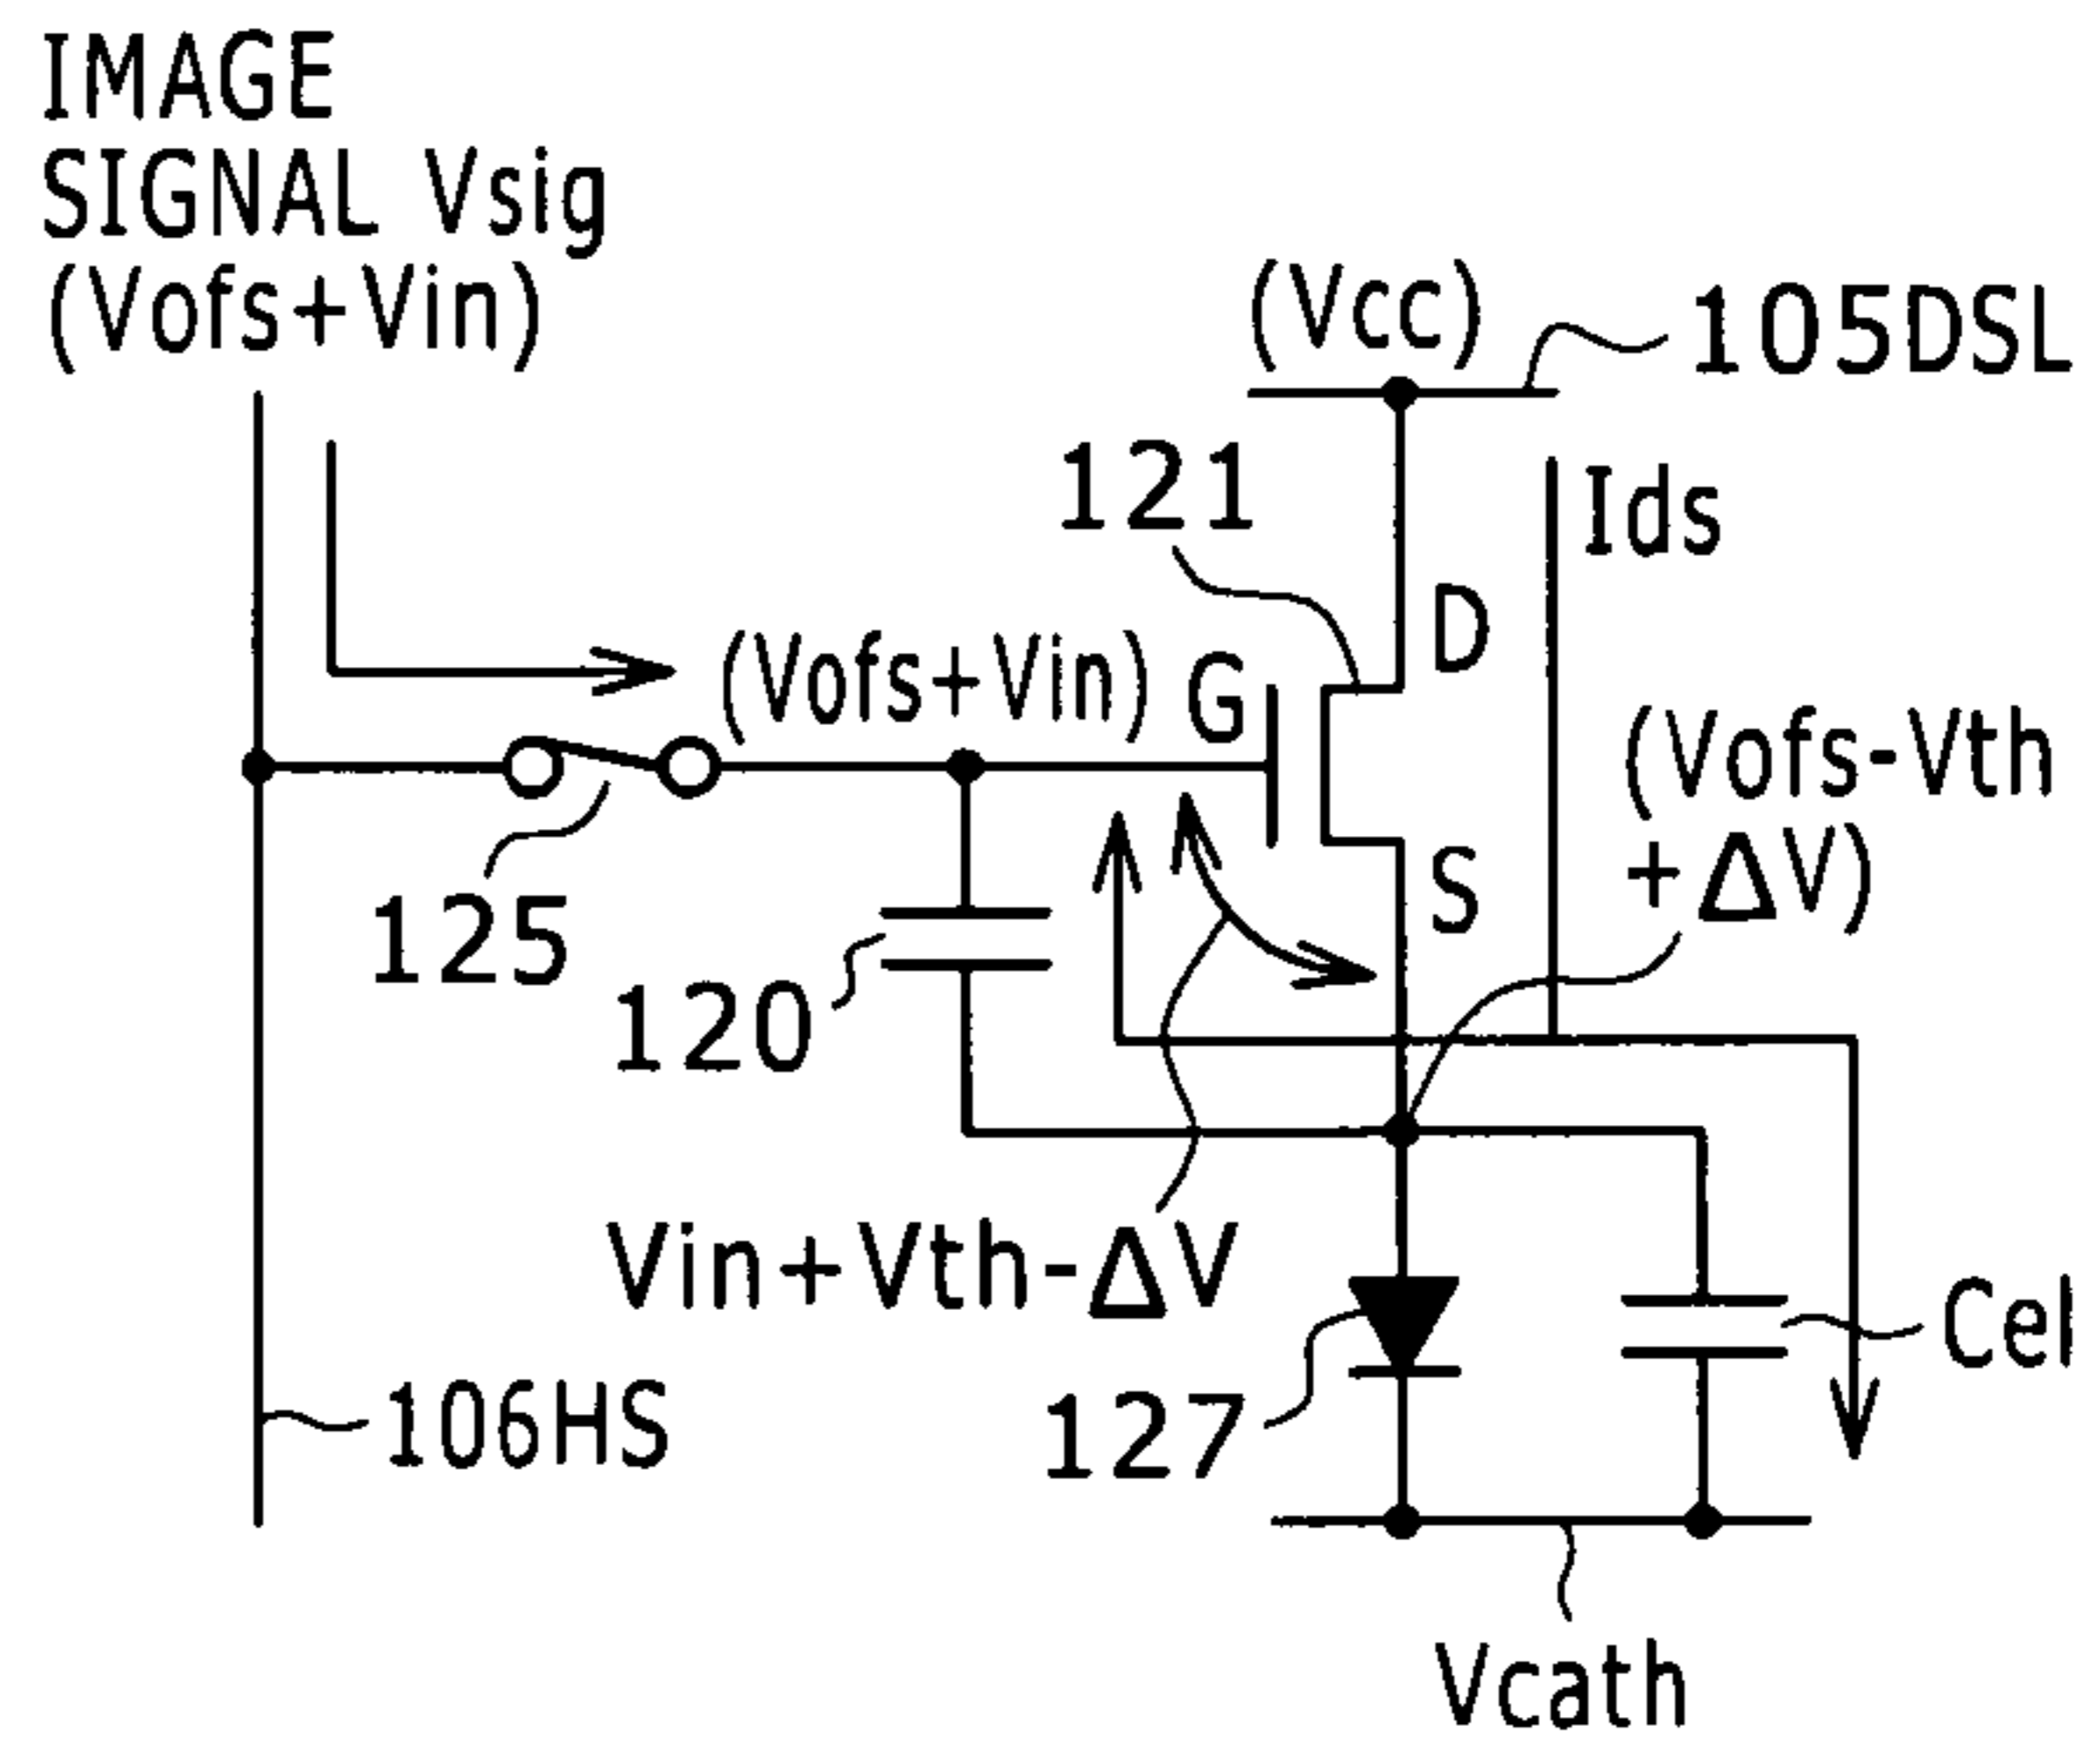 IMAGE
SIGNAL Vsig
(Vofs+Vin)
(Vcc)
105DSL
121
Ids
D
(Vofs+Vin)
G
(Vofs-Vth
+ΔV)
S
125
120
Vin+Vth-ΔV
Cel
127
106HS
Vcath